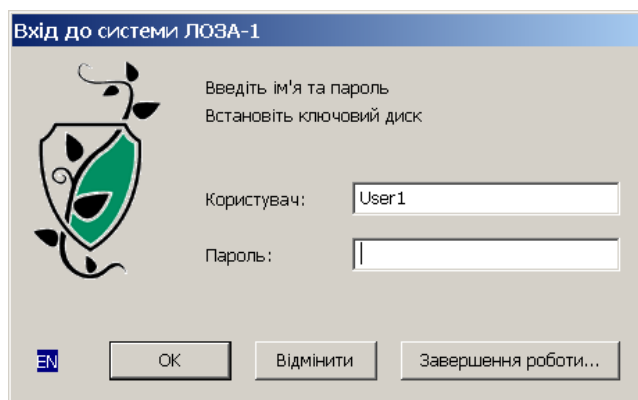 Вхід до системи ЛОЗА-1
Введіть ім'я та пароль
Встановіть ключовий диск
Користувач: User1
Пароль:
EN OK Відмінити Завершення роботи...